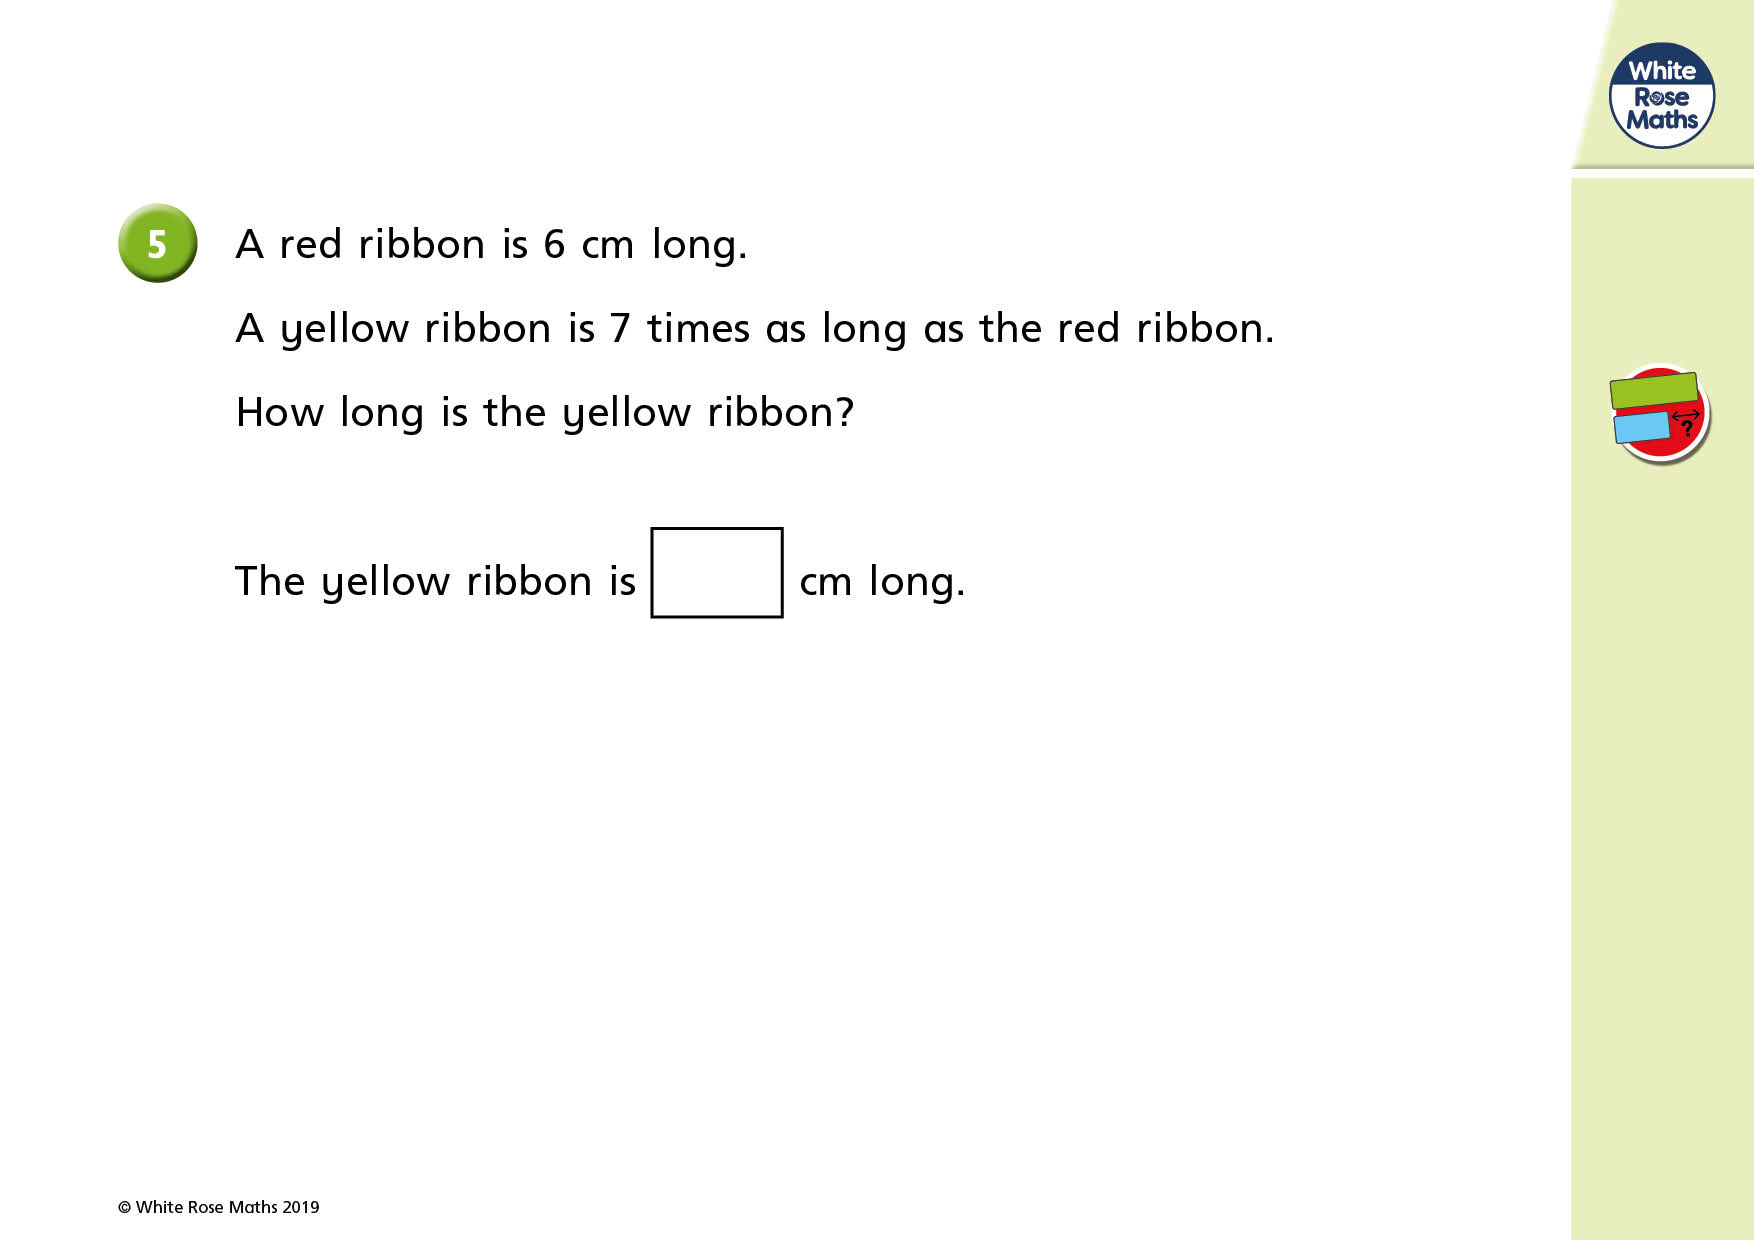 White
Rose
Maths
5 A red ribbon is 6 cm long.
A yellow ribbon is 7 times as long as the red ribbon.
How long is the yellow ribbon?
?
The yellow ribbon is cm long.
© White Rose Maths 2019